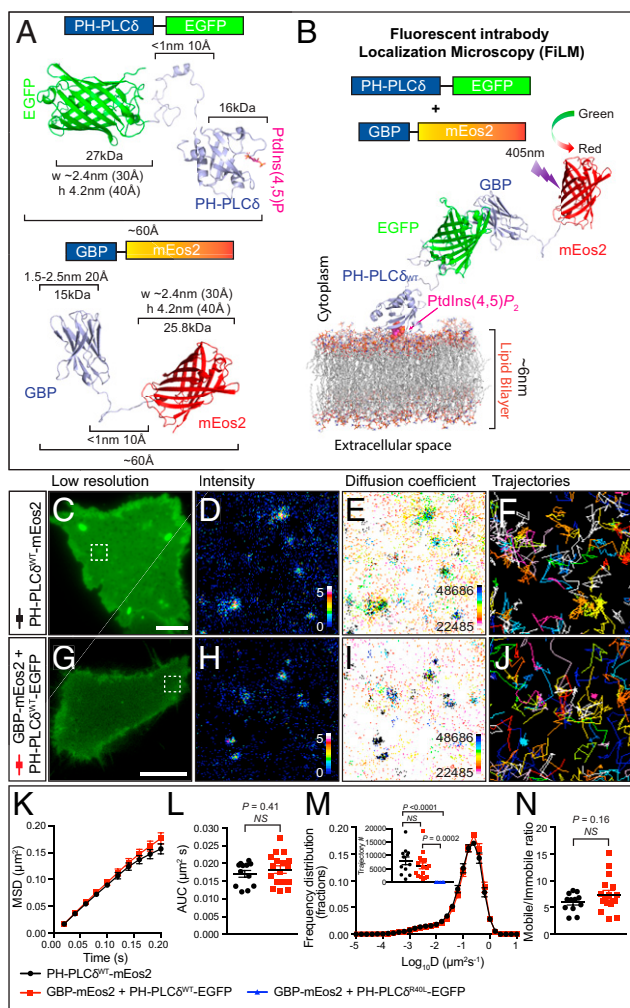 A
PH-PLCδ EGFP
<1nm 10Å
EGFP
16kDa
PtdIns(4,5)P
27kDa
w ~2.4nm (30Å)
h 4.2nm (40Å)
PH-PLCδ
~60Å
GBP mEos2
1.5-2.5nm 20Å
15kDa
w ~2.4nm (30Å)
h 4.2nm (40Å)
25.8kDa
GBP
mEos2
<1nm 10Å
~60Å
B
Fluorescent intrabody
Localization Microscopy (FiLM)
PH-PLCδ EGFP
+
GBP mEos2
Green
Red
405nm
GBP
EGFP
mEos2
PH-PLCδWT
Cytoplasm
PtdIns(4,5)P2
Lipid Bilayer
~6nm
Extracellular space
Low resolution Intensity Diffusion coefficient Trajectories
PH-PLCδWT-mEos2
C
D
5
0
E
48686
22485
F
GBP-mEos2 +
PH-PLCδWT-EGFP
G
H
5
0
I
48686
22485
J
K
MSD (µm²)
0.20
0.15
0.10
0.05
0.00
0.00 0.05 0.10 0.15 0.20
Time (s)
L
P = 0.41
NS
AUC (µm² s)
0.030
0.025
0.020
0.015
0.010
0.005
0
M
Frequency distribution
(fractions)
0.20
0.15
0.10
0.05
0.00
-5 -4 -3 -2 -1 0 1
Log10D (µm²s-1)
P <0.0001
NS
P = 0.0002
Trajectory #
20000
15000
10000
5000
0
N
P = 0.16
NS
Mobile/Immobile ratio
20
15
10
5
0
PH-PLCδWT-mEos2
GBP-mEos2 + PH-PLCδWT-EGFP GBP-mEos2 + PH-PLCδR40L-EGFP